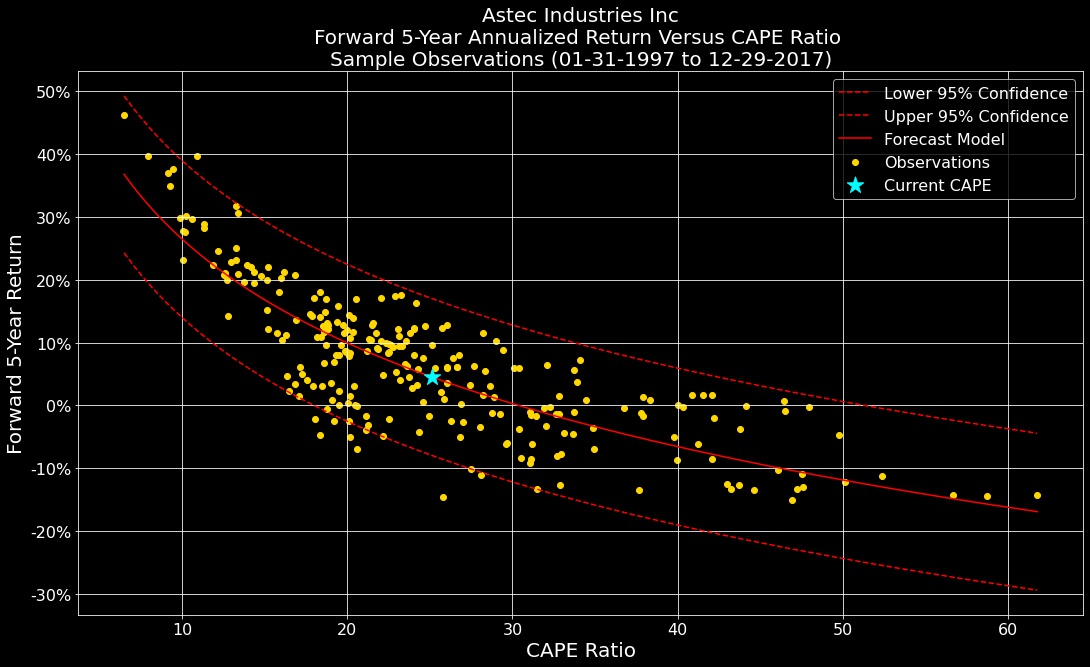 Astec Industries Inc
Forward 5-Year Annualized Return Versus CAPE Ratio
Sample Observations (01-31-1997 to 12-29-2017)
Lower 95% Confidence
Upper 95% Confidence
Forecast Model
Observations
Current CAPE
Forward 5-Year Return
50%
40%
30%
20%
10%
0%
-10%
-20%
-30%
10 20 30 40 50 60
CAPE Ratio